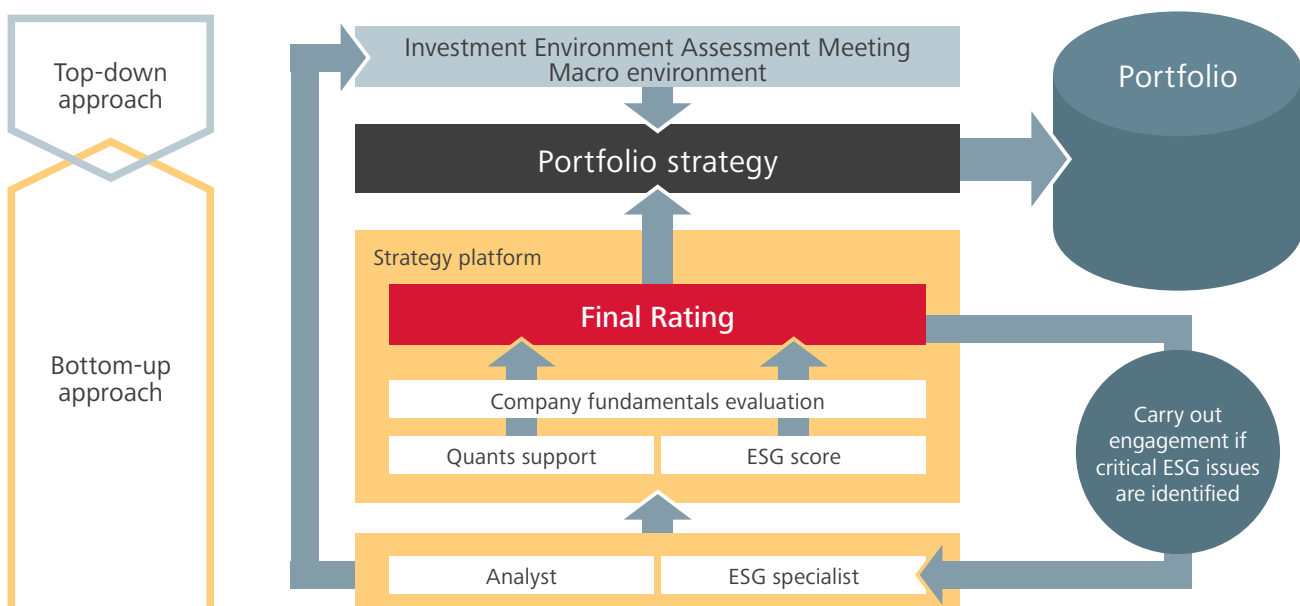 Top-down
approach
Investment Environment Assessment Meeting
Macro environment
Portfolio
Portfolio strategy
Strategy platform
Final Rating
Bottom-up
approach
Company fundamentals evaluation
Quants support
ESG score
Carry out
engagement if
critical ESG issues
are identified
Analyst
ESG specialist